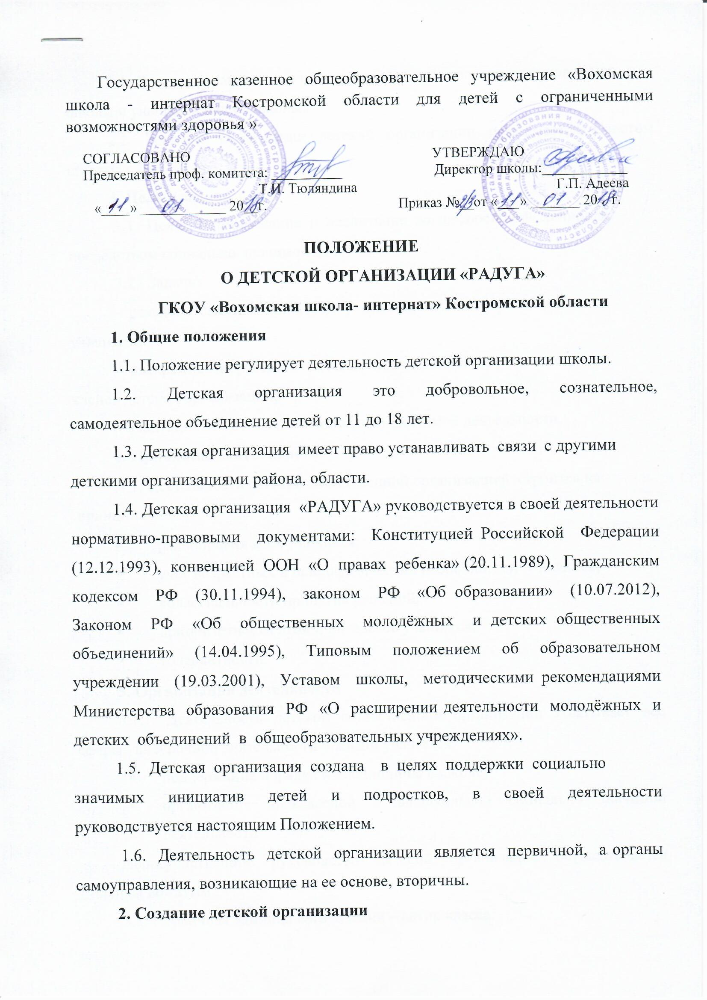 Государственное казенное общеобразовательное учреждение «Вохомская
школа - интернат Костромской области для детей с ограниченными
возможностями здоровья »
СОГЛАСОВАНО
Председатель проф. комитета:
Т.И. Тюляндина
«11» 01 2018г.
УТВЕРЖДАЮ
Директор школы:
Г.П. Адеева
Приказ № 2/3 от «11» 01 2018г.
ПОЛОЖЕНИЕ
О ДЕТСКОЙ ОРГАНИЗАЦИИ «РАДУГА»
ГКОУ «Вохомская школа- интернат» Костромской области
1. Общие положения
1.1. Положение регулирует деятельность детской организации школы.
1.2. Детская организация это добровольное, сознательное,
самодеятельное объединение детей от 11 до 18 лет.
1.3. Детская организация имеет право устанавливать связи с другими
детскими организациями района, области.
1.4. Детская организация «РАДУГА» руководствуется в своей деятельности
нормативно-правовыми документами: Конституцией Российской Федерации
(12.12.1993), конвенцией ООН «О правах ребенка» (20.11.1989), Гражданским
кодексом РФ (30.11.1994), законом РФ «Об образовании» (10.07.2012),
Законом РФ «Об общественных молодёжных и детских общественных
объединений» (14.04.1995), Типовым положением об образовательном
учреждении (19.03.2001), Уставом школы, методическими рекомендациями
Министерства образования РФ «О расширении деятельности молодёжных и
детских объединений в общеобразовательных учреждениях».
1.5. Детская организация создана в целях поддержки социально
значимых инициатив детей и подростков, в своей деятельности
руководствуется настоящим Положением.
1.6. Деятельность детской организации является первичной, а органы
самоуправления, возникающие на ее основе, вторичны.
2. Создание детской организации